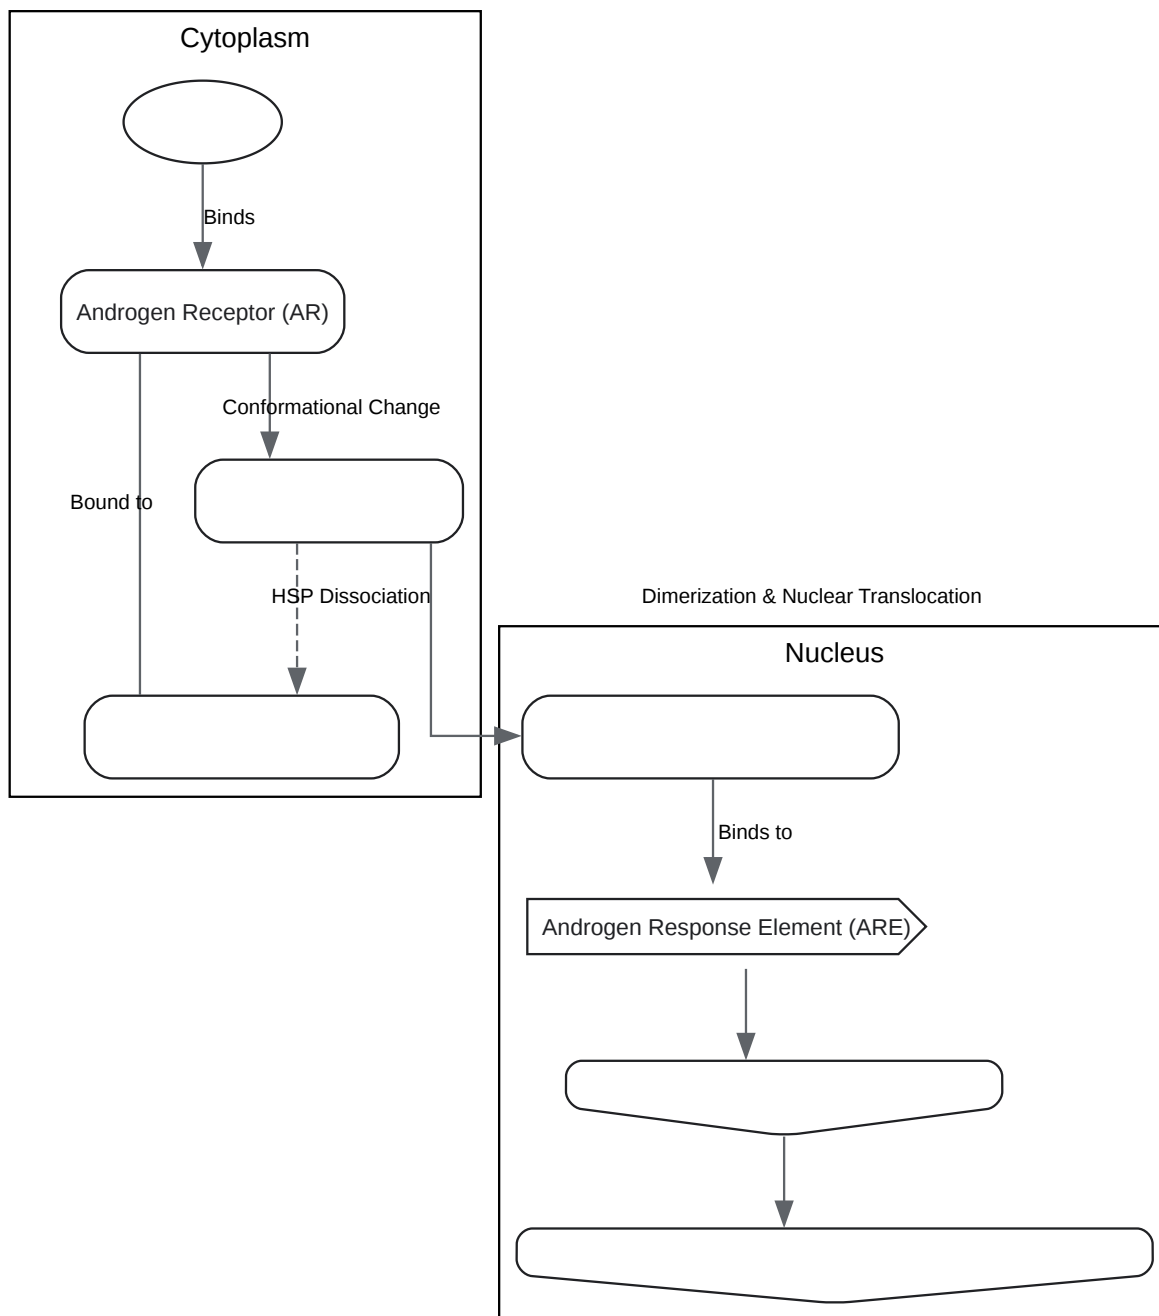 Cytoplasm
Binds
Androgen Receptor (AR)
Conformational Change
Bound to
HSP Dissociation
Dimerization & Nuclear Translocation
Nucleus
Binds to
Androgen Response Element (ARE)